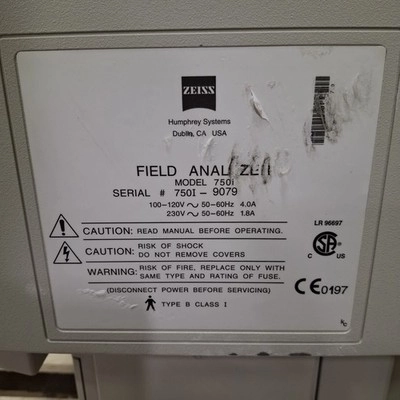 ZEISS
Humphrey Systems
Dublin, CA USA
FIELD ANALYZER
MODEL 750i
SERIAL # 750I- 9079
100-120V ~ 50-60Hz 4.0A
230V ~ 50-60Hz 1.8A
LR 96697
CAUTION: READ MANUAL BEFORE OPERATING.
CAUTION: RISK OF SHOCK
DO NOT REMOVE COVERS
C US
WARNING: RISK OF FIRE, REPLACE ONLY WITH
SAME TYPE AND RATING OF FUSE.
(DISCONNECT POWER BEFORE SERVICING)
CE0197
TYPE B CLASS I